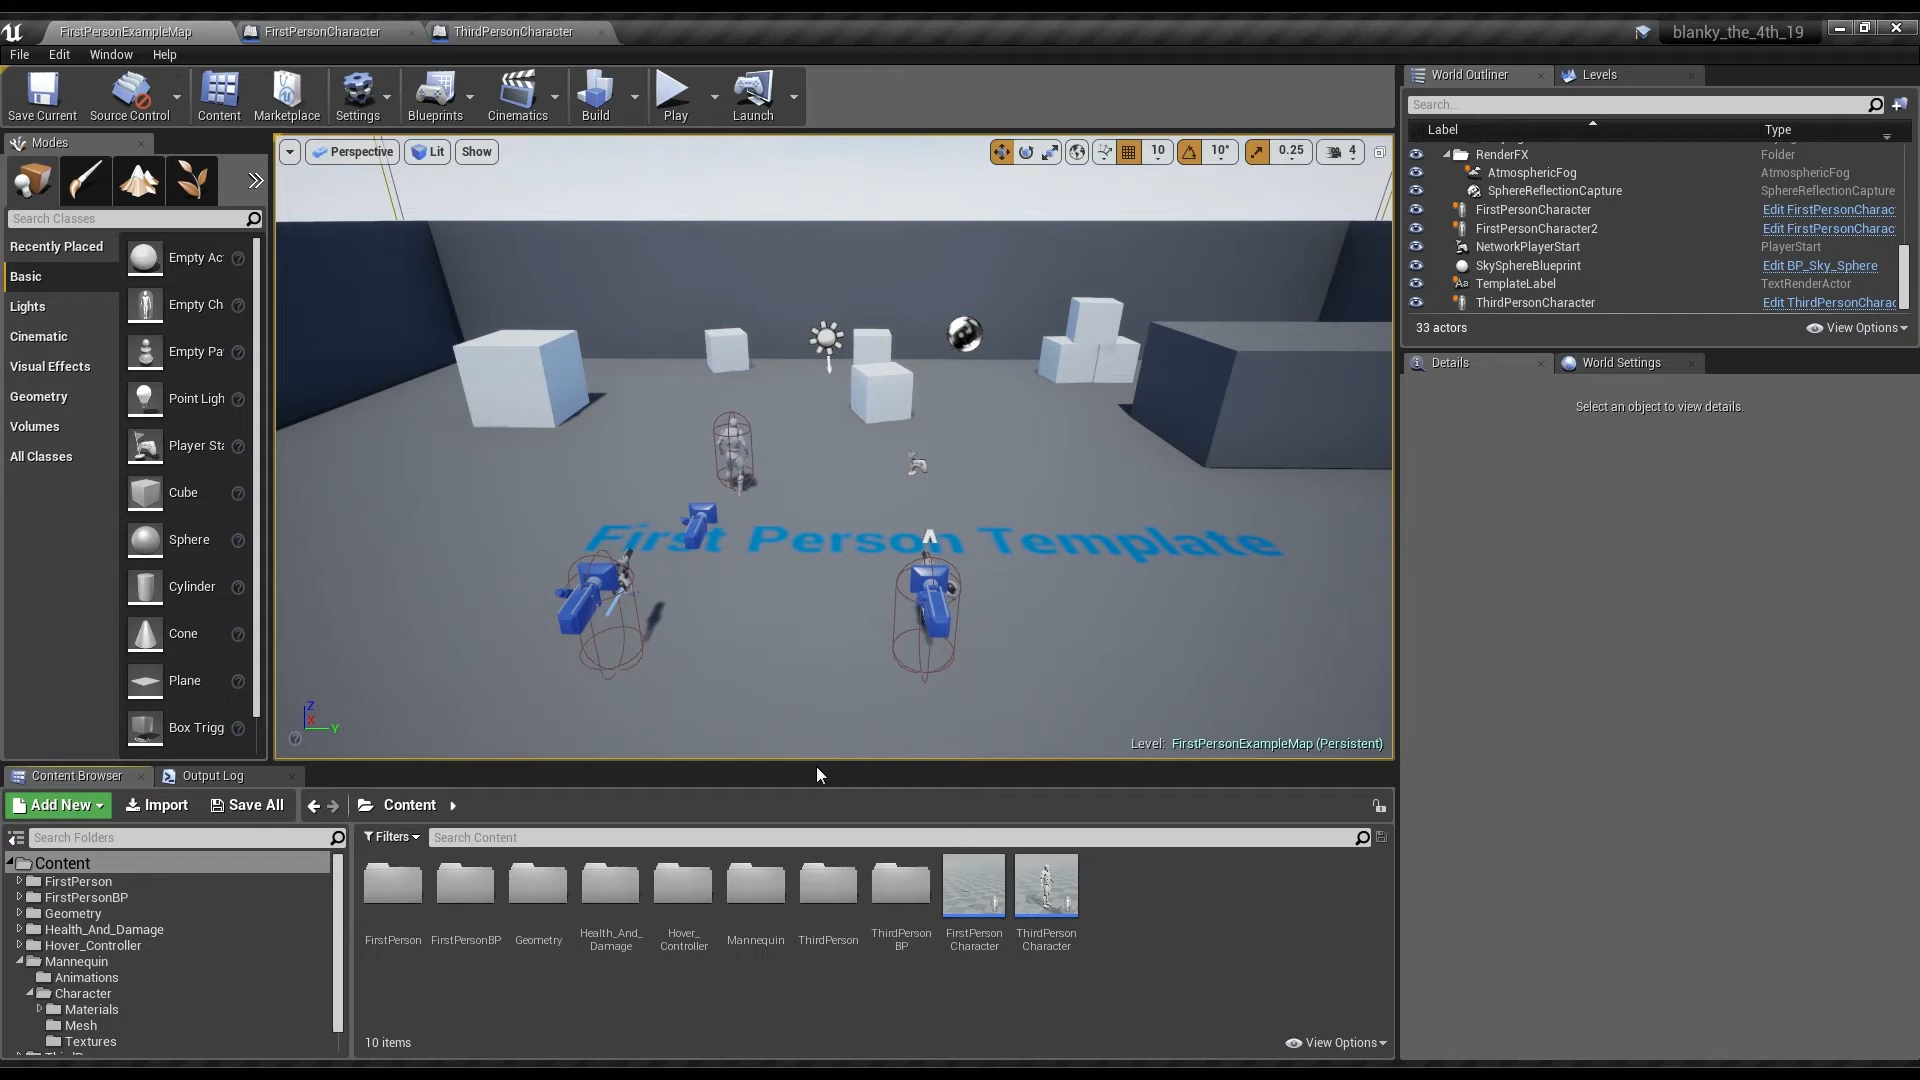 FirstPersonExampleMap
FirstPersonCharacter
ThirdPersonCharacter
blanky_the_4th_19
File
Edit
Window
Help
Save Current
Source Control
Content
Marketplace
Settings
Blueprints
Cinematics
Build
Play
Launch
Modes
Search Classes
Recently Placed
Basic
Lights
Cinematic
Visual Effects
Geometry
Volumes
All Classes
Empty Ac
Empty Ch
Empty Pa
Point Ligh
Player Sta
Cube
Sphere
Cylinder
Cone
Plane
Box Trigg
Perspective
Lit
Show
10
10°
0.25
4
First Person Template
Z
X
Y
Level: FirstPersonExampleMap (Persistent)
World Outliner
Levels
Search...
Label
Type
RenderFX
Folder
AtmosphericFog
AtmosphericFog
SphereReflectionCapture
SphereReflectionCapture
FirstPersonCharacter
Edit FirstPersonCharac
FirstPersonCharacter2
Edit FirstPersonCharac
NetworkPlayerStart
PlayerStart
SkySphereBlueprint
Edit BP_Sky_Sphere
TemplateLabel
TextRenderActor
ThirdPersonCharacter
Edit ThirdPersonCharac
33 actors
View Options
Details
World Settings
Select an object to view details.
Content Browser
Output Log
Add New
Import
Save All
Content
Search Folders
Filters
Search Content
Content
FirstPerson
FirstPersonBP
Geometry
Health_And_Damage
Hover_Controller
Mannequin
Animations
Character
Materials
Mesh
Textures
FirstPerson
FirstPersonBP
Geometry
Health_And_
Damage
Hover_
Controller
Mannequin
ThirdPerson
ThirdPerson
BP
FirstPerson
Character
ThirdPerson
Character
10 items
View Options